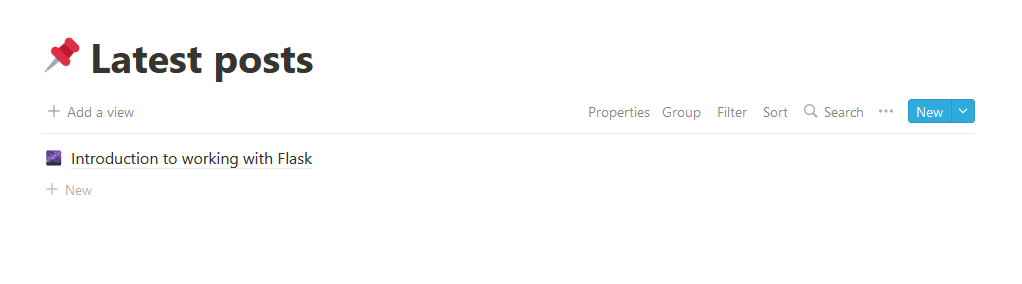 Latest posts
Add a view Properties Group Filter Sort Search New
Introduction to working with Flask
New